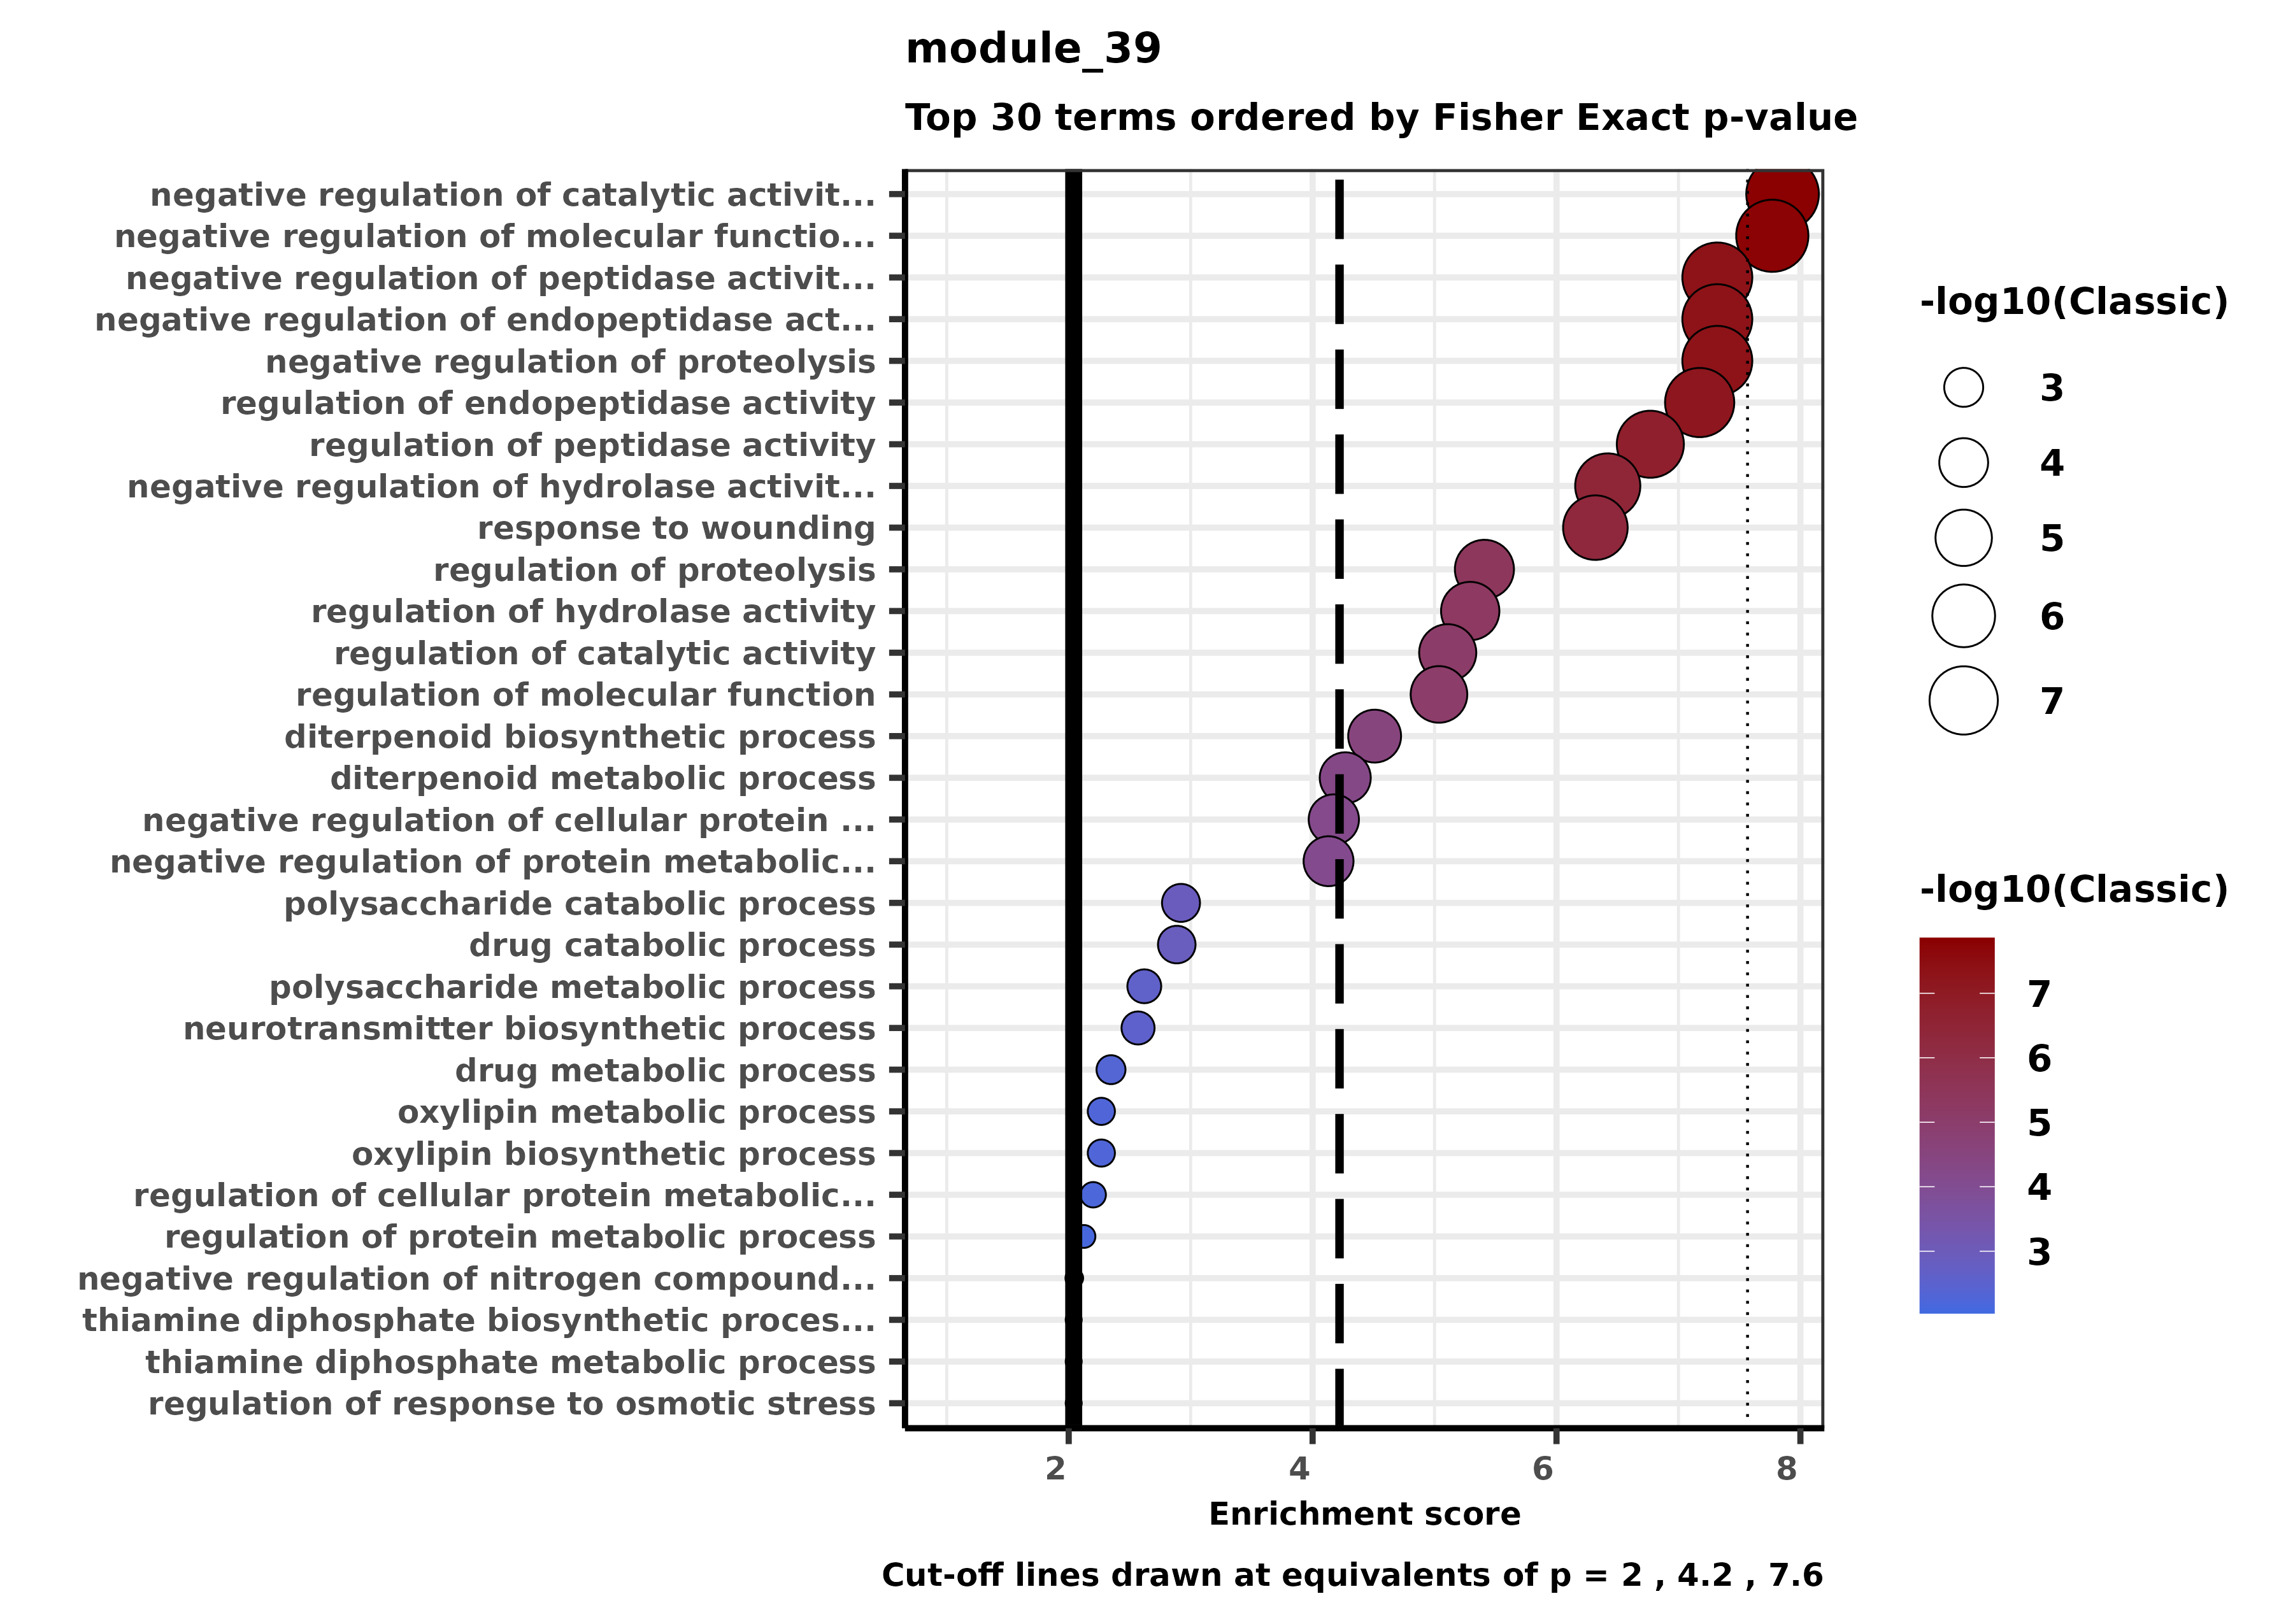 module_39
Top 30 terms ordered by Fisher Exact p-value
negative regulation of catalytic activit...
negative regulation of molecular functio...
negative regulation of peptidase activit...
negative regulation of endopeptidase act...
negative regulation of proteolysis
regulation of endopeptidase activity
regulation of peptidase activity
negative regulation of hydrolase activit...
response to wounding
regulation of proteolysis
regulation of hydrolase activity
regulation of catalytic activity
regulation of molecular function
diterpenoid biosynthetic process
diterpenoid metabolic process
negative regulation of cellular protein ...
negative regulation of protein metabolic...
polysaccharide catabolic process
drug catabolic process
polysaccharide metabolic process
neurotransmitter biosynthetic process
drug metabolic process
oxylipin metabolic process
oxylipin biosynthetic process
regulation of cellular protein metabolic...
regulation of protein metabolic process
negative regulation of nitrogen compound...
thiamine diphosphate biosynthetic proces...
thiamine diphosphate metabolic process
regulation of response to osmotic stress
2 4 6 8
Enrichment score
Cut-off lines drawn at equivalents of p = 2 , 4.2 , 7.6
-log10(Classic)
3
4
5
6
7
-log10(Classic)
7
6
5
4
3